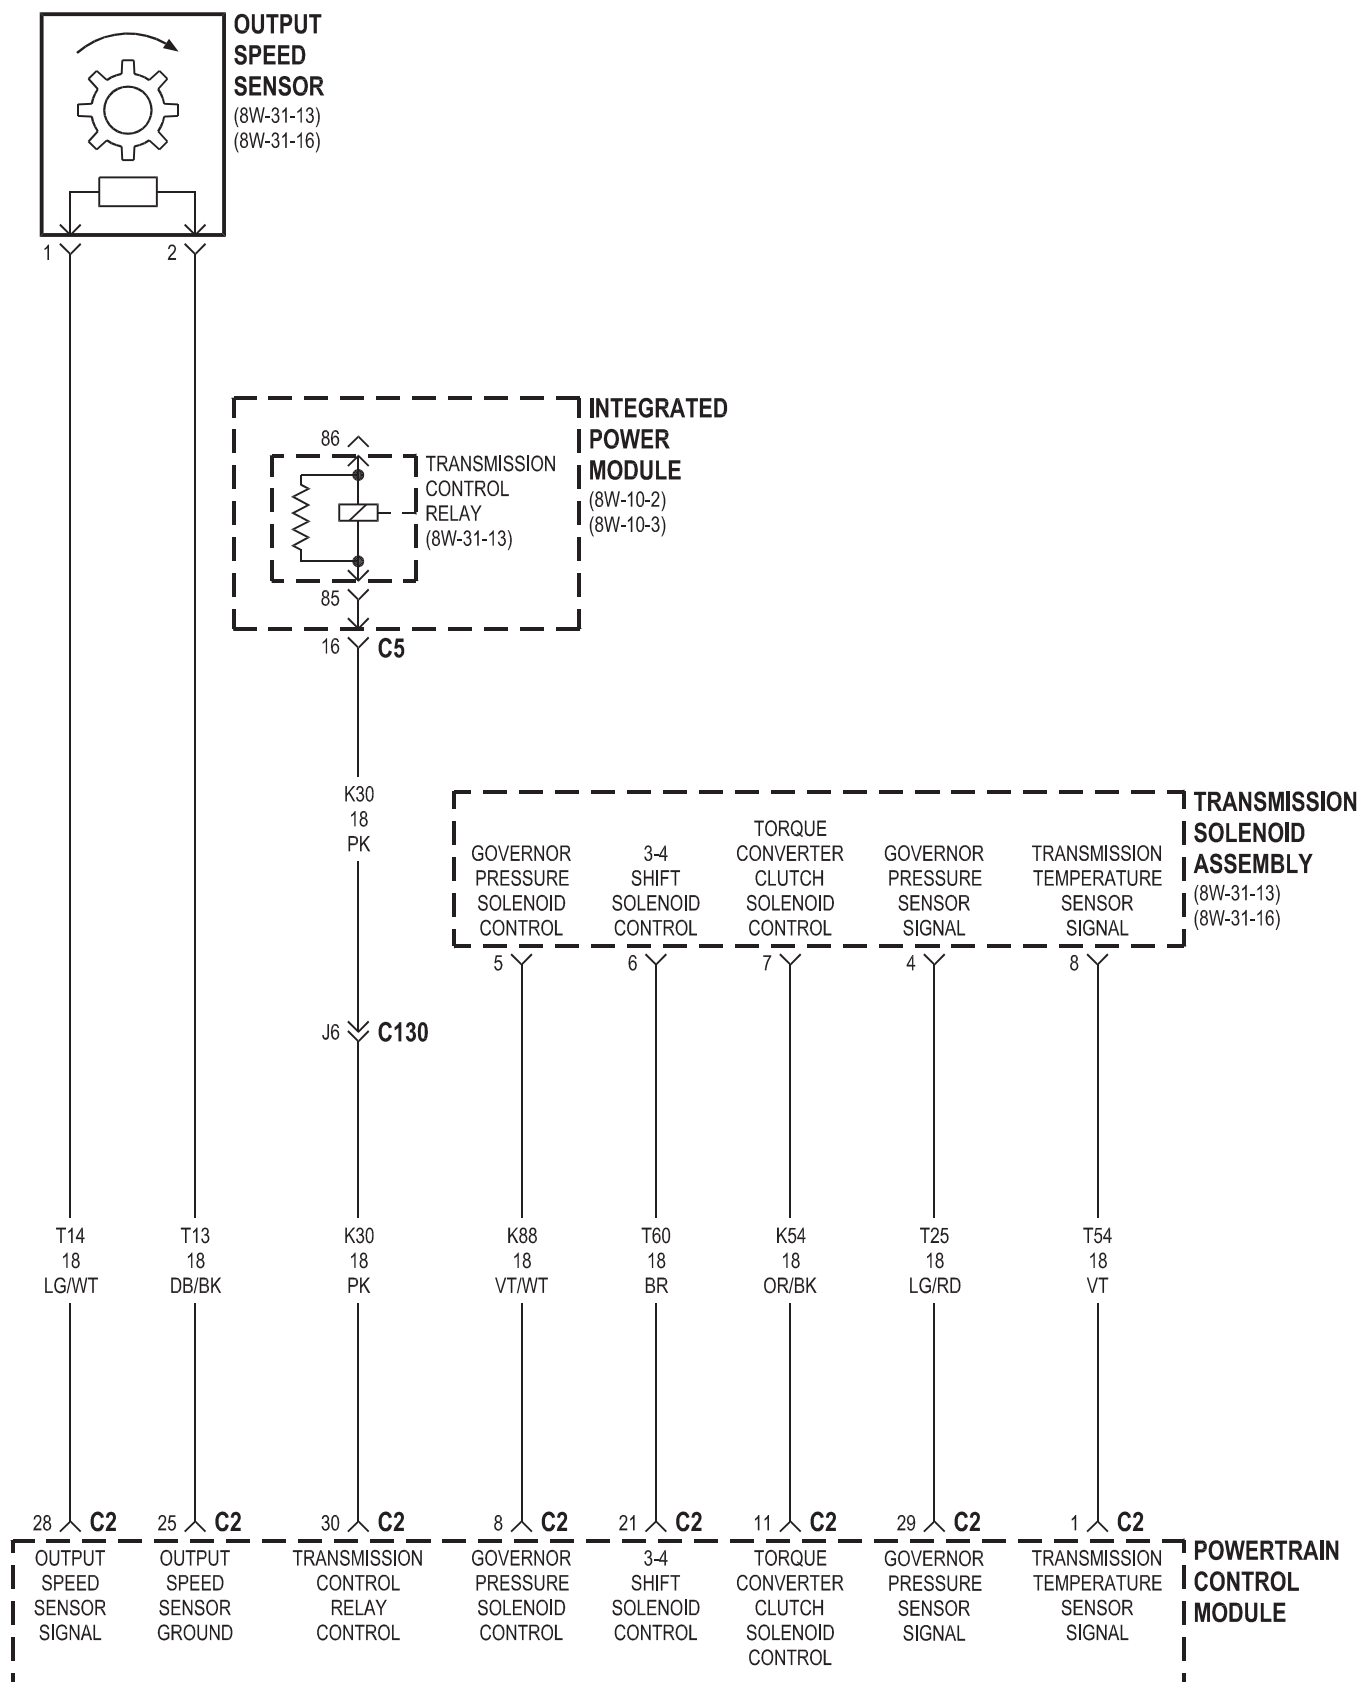 OUTPUT
SPEED
SENSOR
(8W-31-13)
(8W-31-16)
1
2
INTEGRATED
POWER
MODULE
(8W-10-2)
(8W-10-3)
86
TRANSMISSION
CONTROL
RELAY
(8W-31-13)
85
16 C5
K30
18
PK
TRANSMISSION
SOLENOID
ASSEMBLY
(8W-31-13)
(8W-31-16)
GOVERNOR
PRESSURE
SOLENOID
CONTROL
3-4
SHIFT
SOLENOID
CONTROL
TORQUE
CONVERTER
CLUTCH
SOLENOID
CONTROL
GOVERNOR
PRESSURE
SENSOR
SIGNAL
TRANSMISSION
TEMPERATURE
SENSOR
SIGNAL
5
6
7
4
8
J6 C130
T14
18
LG/WT
T13
18
DB/BK
K30
18
PK
K88
18
VT/WT
T60
18
BR
K54
18
OR/BK
T25
18
LG/RD
T54
18
VT
28 C2
25 C2
30 C2
8 C2
21 C2
11 C2
29 C2
1 C2
OUTPUT
SPEED
SENSOR
SIGNAL
OUTPUT
SPEED
SENSOR
GROUND
TRANSMISSION
CONTROL
RELAY
CONTROL
GOVERNOR
PRESSURE
SOLENOID
CONTROL
3-4
SHIFT
SOLENOID
CONTROL
TORQUE
CONVERTER
CLUTCH
SOLENOID
CONTROL
GOVERNOR
PRESSURE
SENSOR
SIGNAL
TRANSMISSION
TEMPERATURE
SENSOR
SIGNAL
POWERTRAIN
CONTROL
MODULE